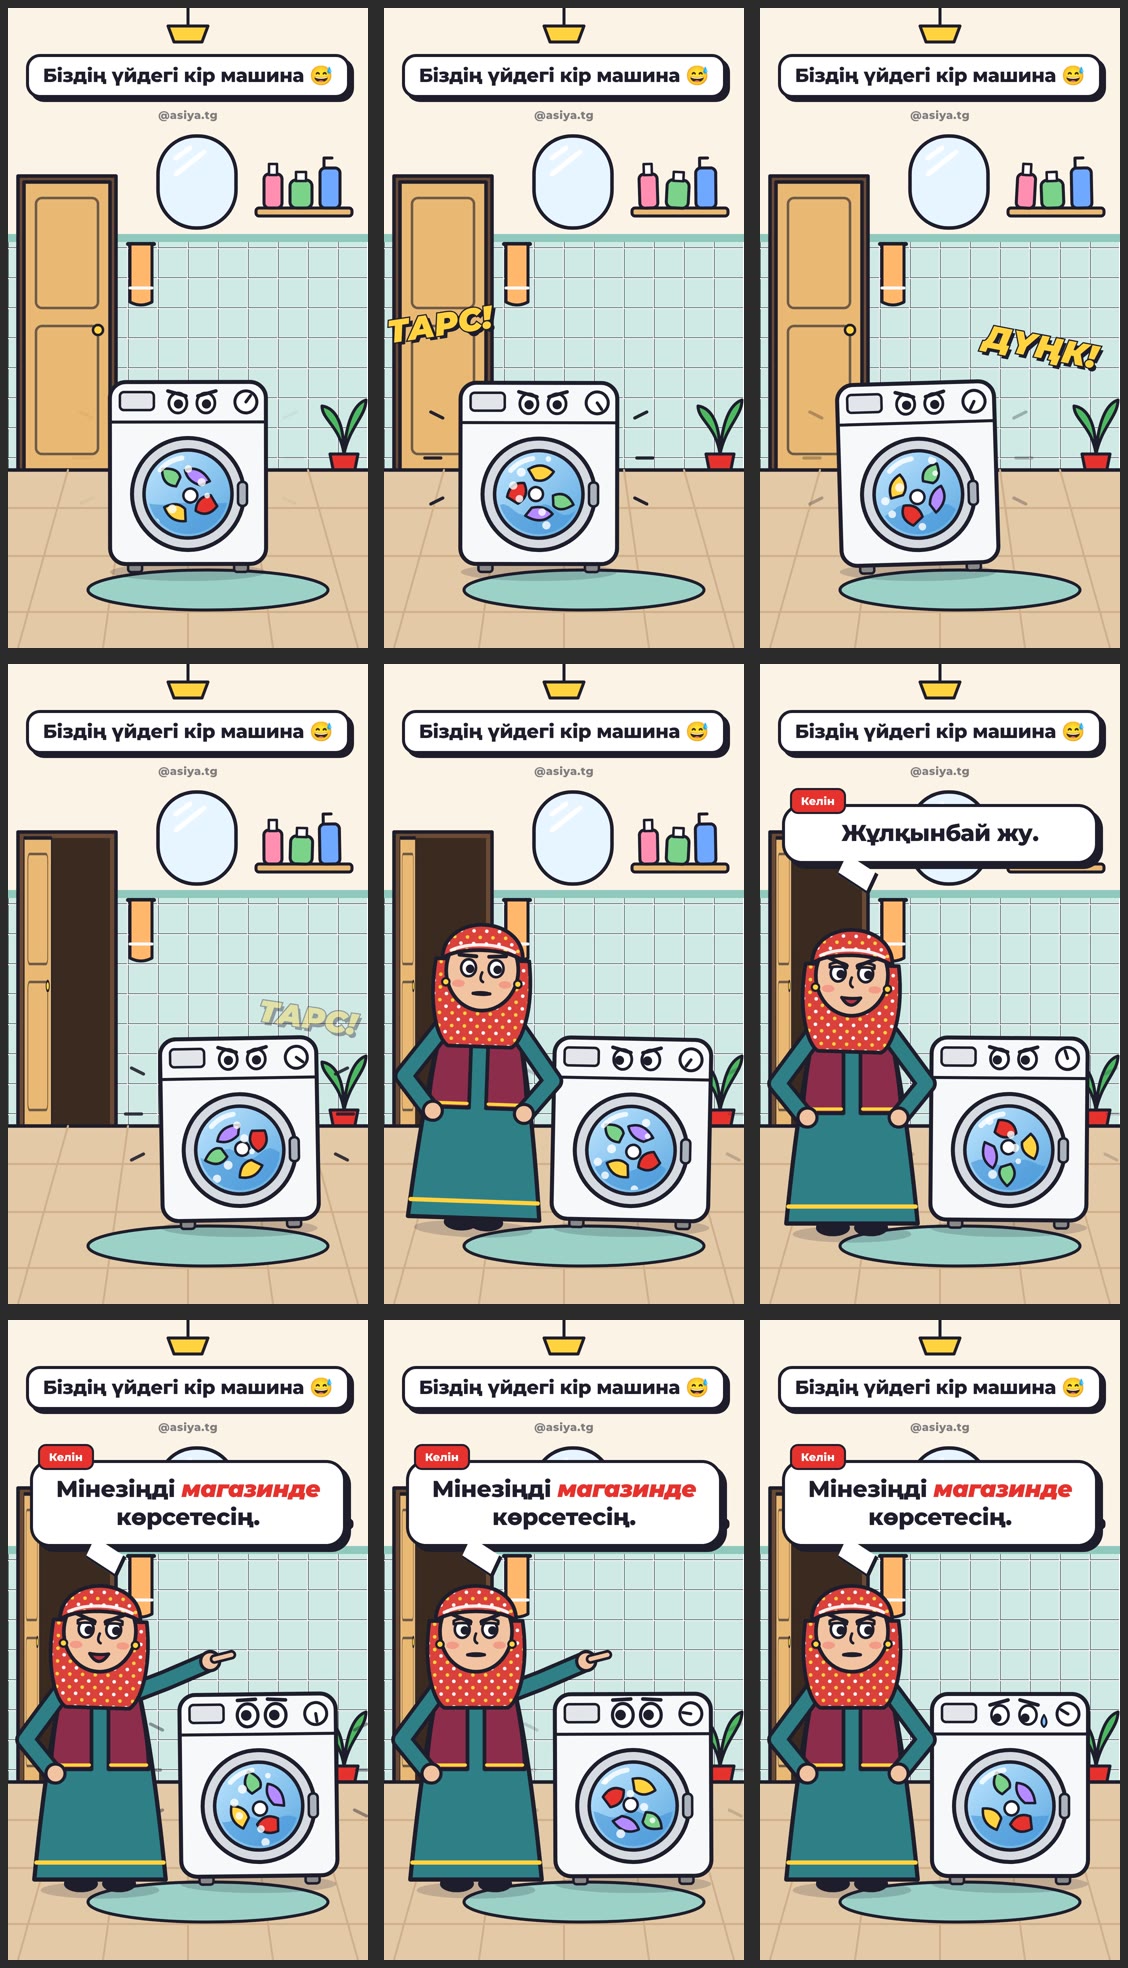 Біздің үйдегі кір машина 😅
@asiya.tg
Біздің үйдегі кір машина 😅
@asiya.tg
ТАРС!
Біздің үйдегі кір машина 😅
@asiya.tg
ДҮҢК!
Біздің үйдегі кір машина 😅
@asiya.tg
ТАРС!
Біздің үйдегі кір машина 😅
@asiya.tg
Біздің үйдегі кір машина 😅
@asiya.tg
Келін
Жұлқынбай жу.
Біздің үйдегі кір машина 😅
@asiya.tg
Келін
Мінезіңді магазинде
көрсетесің.
Біздің үйдегі кір машина 😅
@asiya.tg
Келін
Мінезіңді магазинде
көрсетесің.
Біздің үйдегі кір машина 😅
@asiya.tg
Келін
Мінезіңді магазинде
көрсетесің.